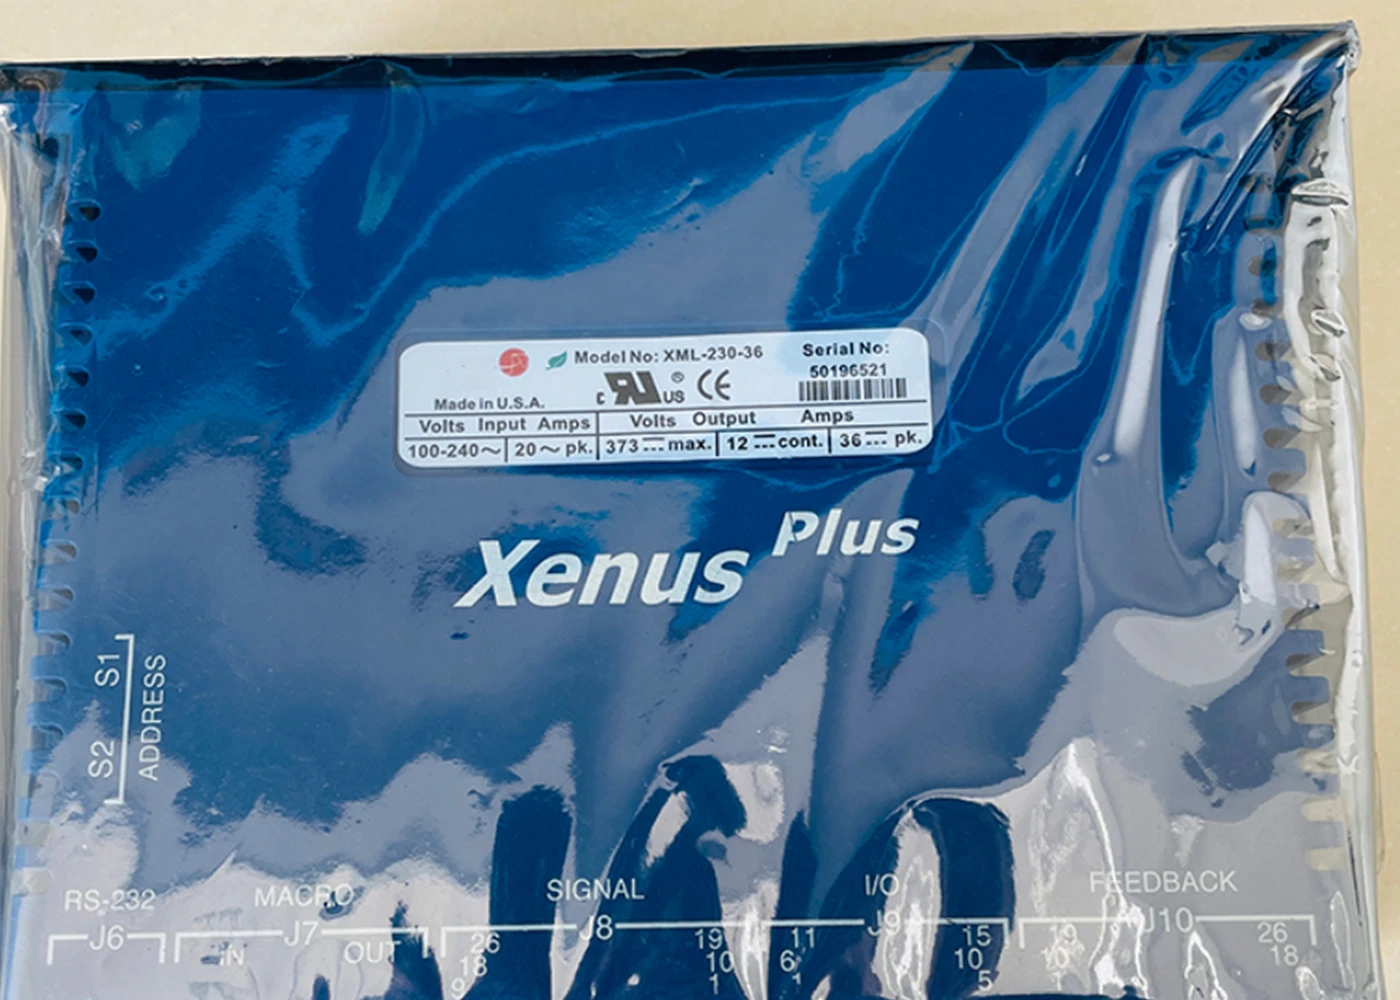 Model No: XML-230-36
Serial No:
50196521
c RU US ® CE
Made in U.S.A.
Volts Input Amps Volts Output Amps
100-240～ 20～ pk. 373 max. 12 cont. 36 pk.
Xenus Plus
S1
S2
ADDRESS
RS-232 MACRO SIGNAL I/O FEEDBACK
J6 J7 J8 J9 J10
IN OUT 26 19 11 15 19 26
18 10 6 10 10 18
9 1 1 5